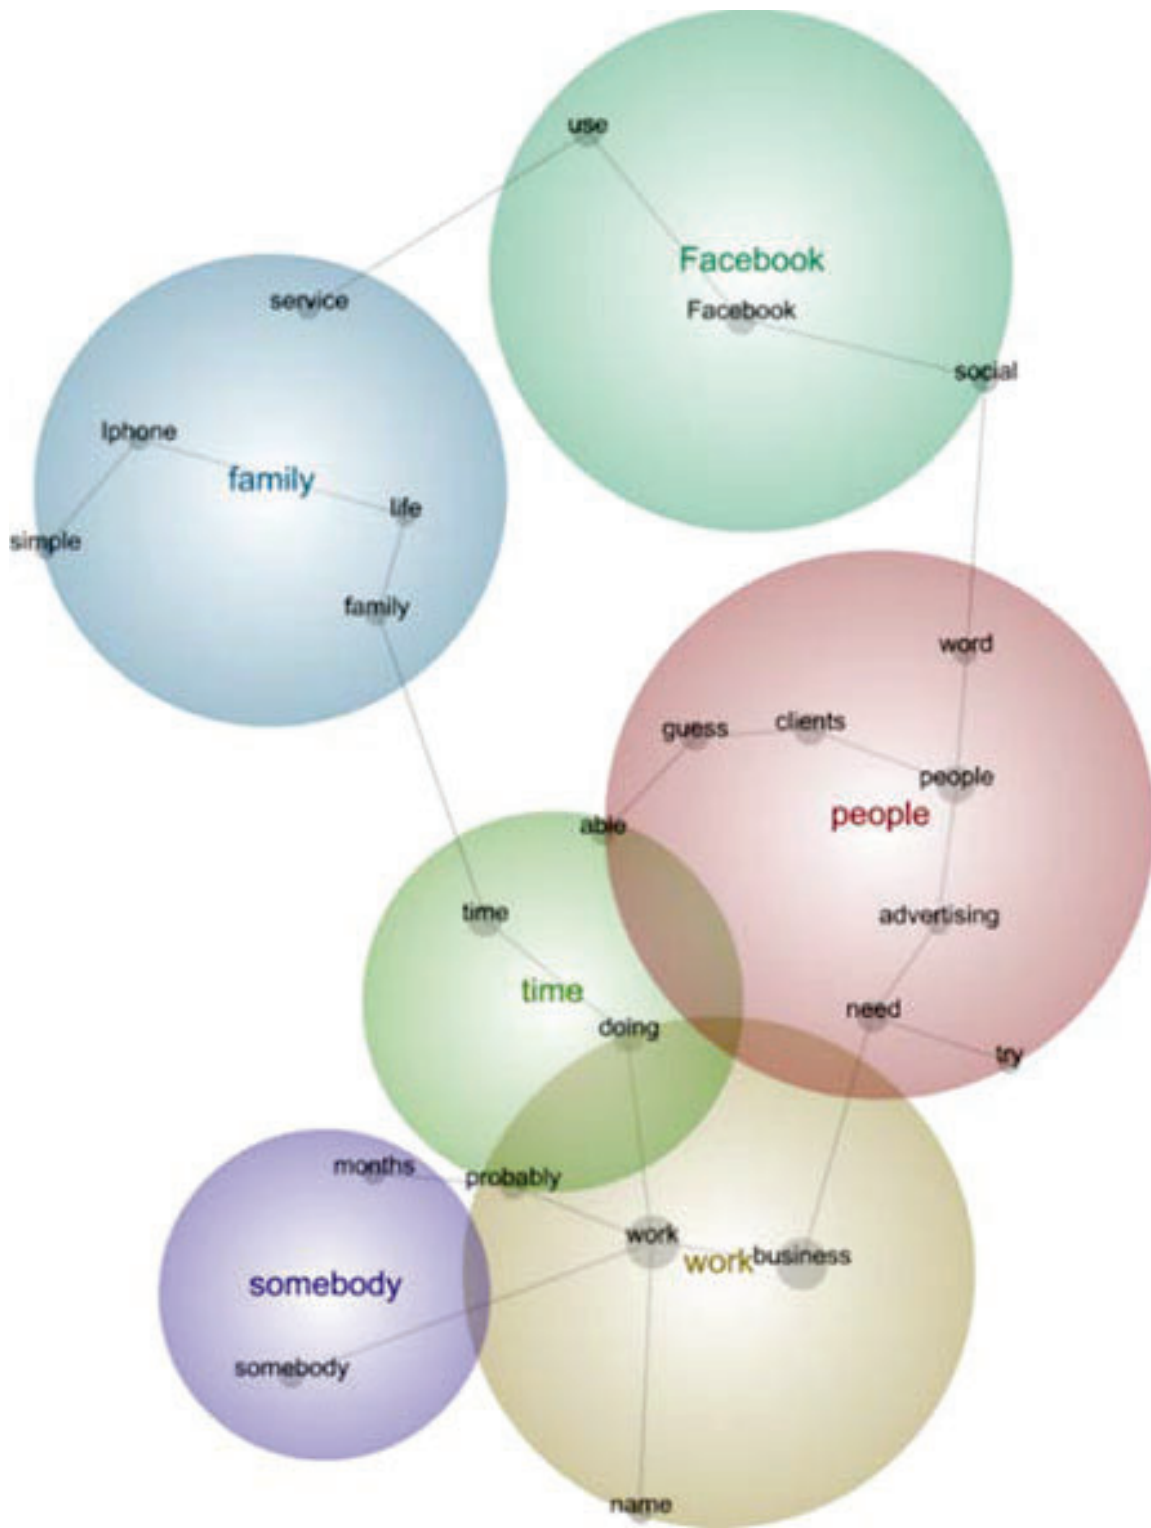 use
Facebook
Facebook
service
social
Iphone
family
life
simple
family
word
guess
clients
people
people
able
time
advertising
time
need
doing
try
months
probably
work
work
business
somebody
somebody
name